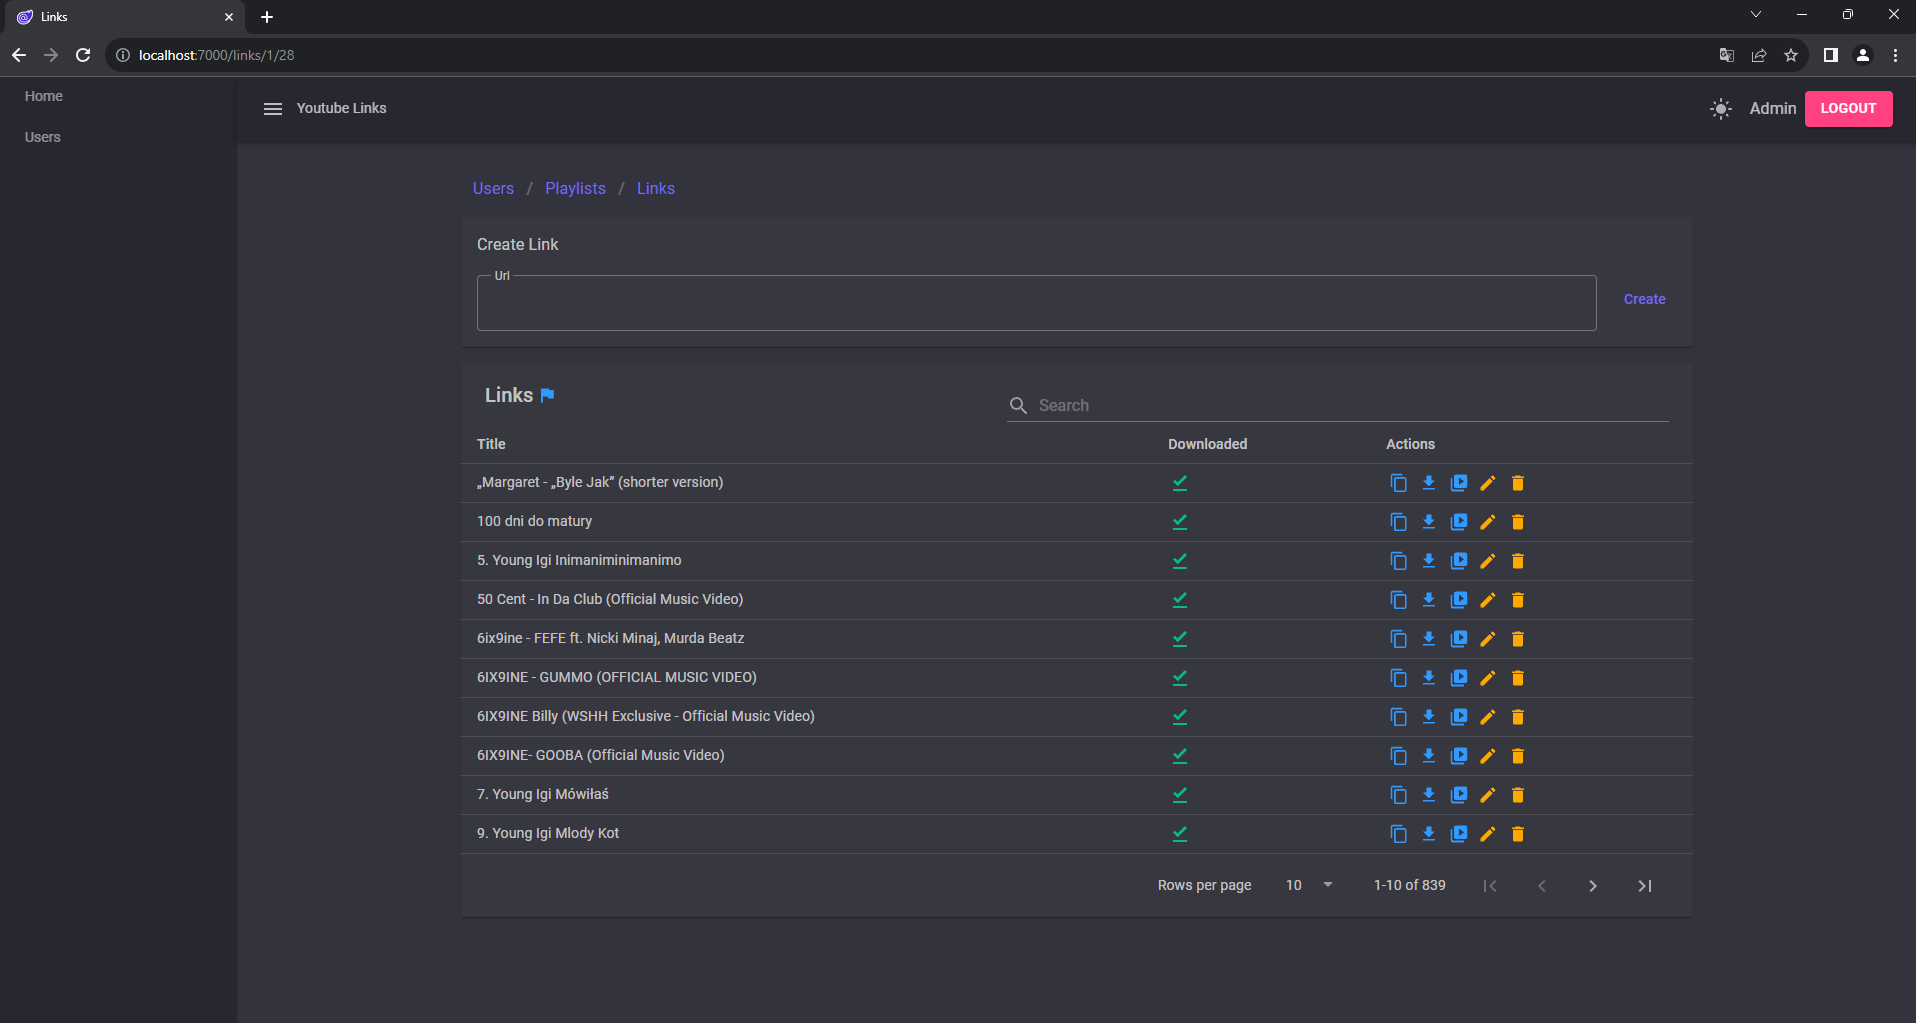 Links
localhost:7000/links/1/28
Home
Users
Youtube Links
Admin
LOGOUT
Users / Playlists / Links
Create Link
Url
Create
Links
Search
Title Downloaded Actions
„Margaret - „Byle Jak” (shorter version)
100 dni do matury
5. Young Igi Inimaniminimanimo
50 Cent - In Da Club (Official Music Video)
6ix9ine - FEFE ft. Nicki Minaj, Murda Beatz
6IX9INE - GUMMO (OFFICIAL MUSIC VIDEO)
6IX9INE Billy (WSHH Exclusive - Official Music Video)
6IX9INE- GOOBA (Official Music Video)
7. Young Igi Mówiłaś
9. Young Igi Mlody Kot
Rows per page 10 1-10 of 839